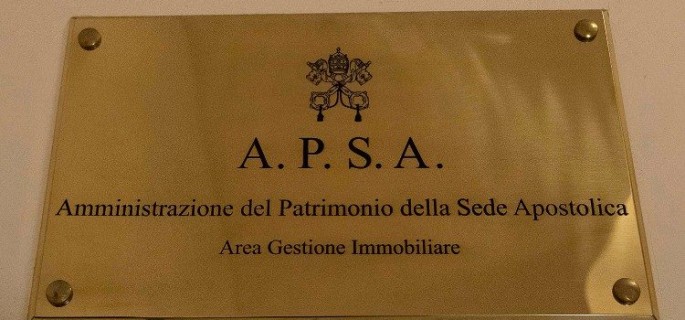 A. P. S. A.
Amministrazione del Patrimonio della Sede Apostolica
Area Gestione Immobiliare